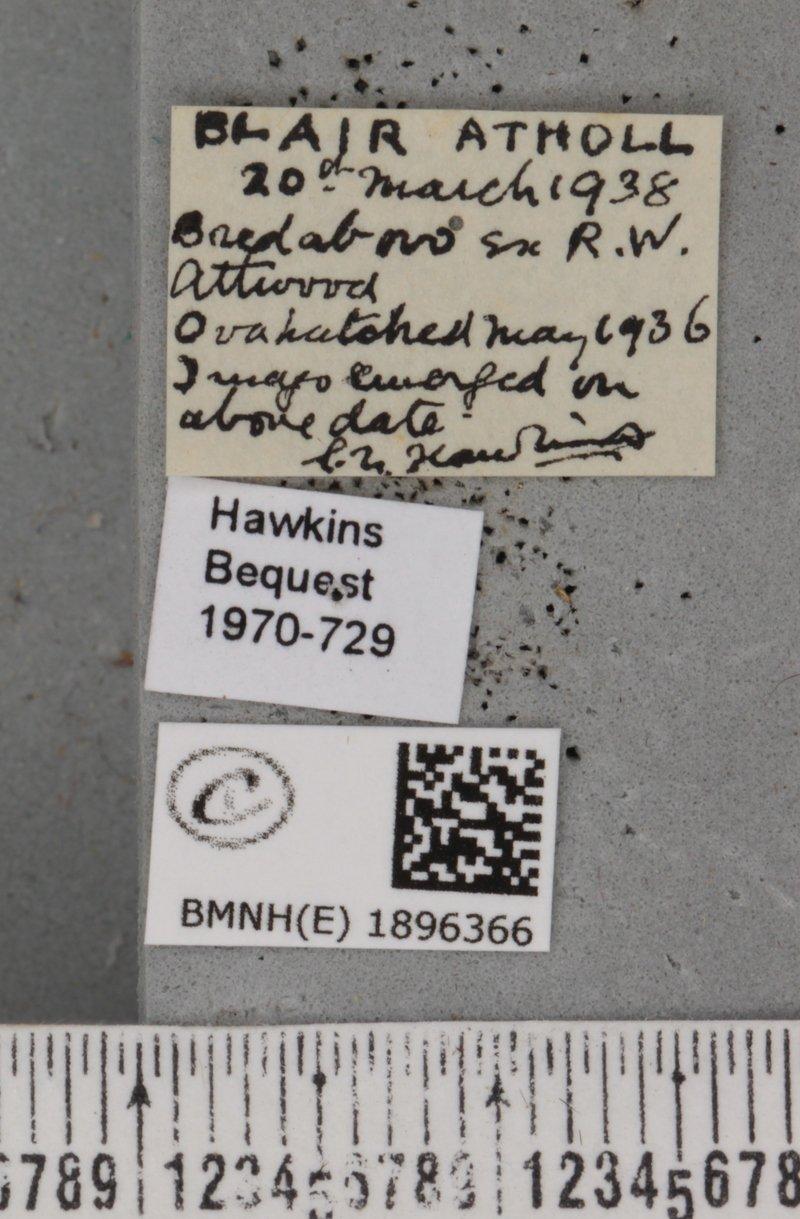 BLAIR ATHOLL
20th March 1938
Bred ab ovo ex R.W.
Attwood
Ova hatched May 1936
Imago emerged on
above date.
C.N. Hawkins
Hawkins
Bequest
1970-729
C
BMNH(E) 1896366
6789 123456789 12345678